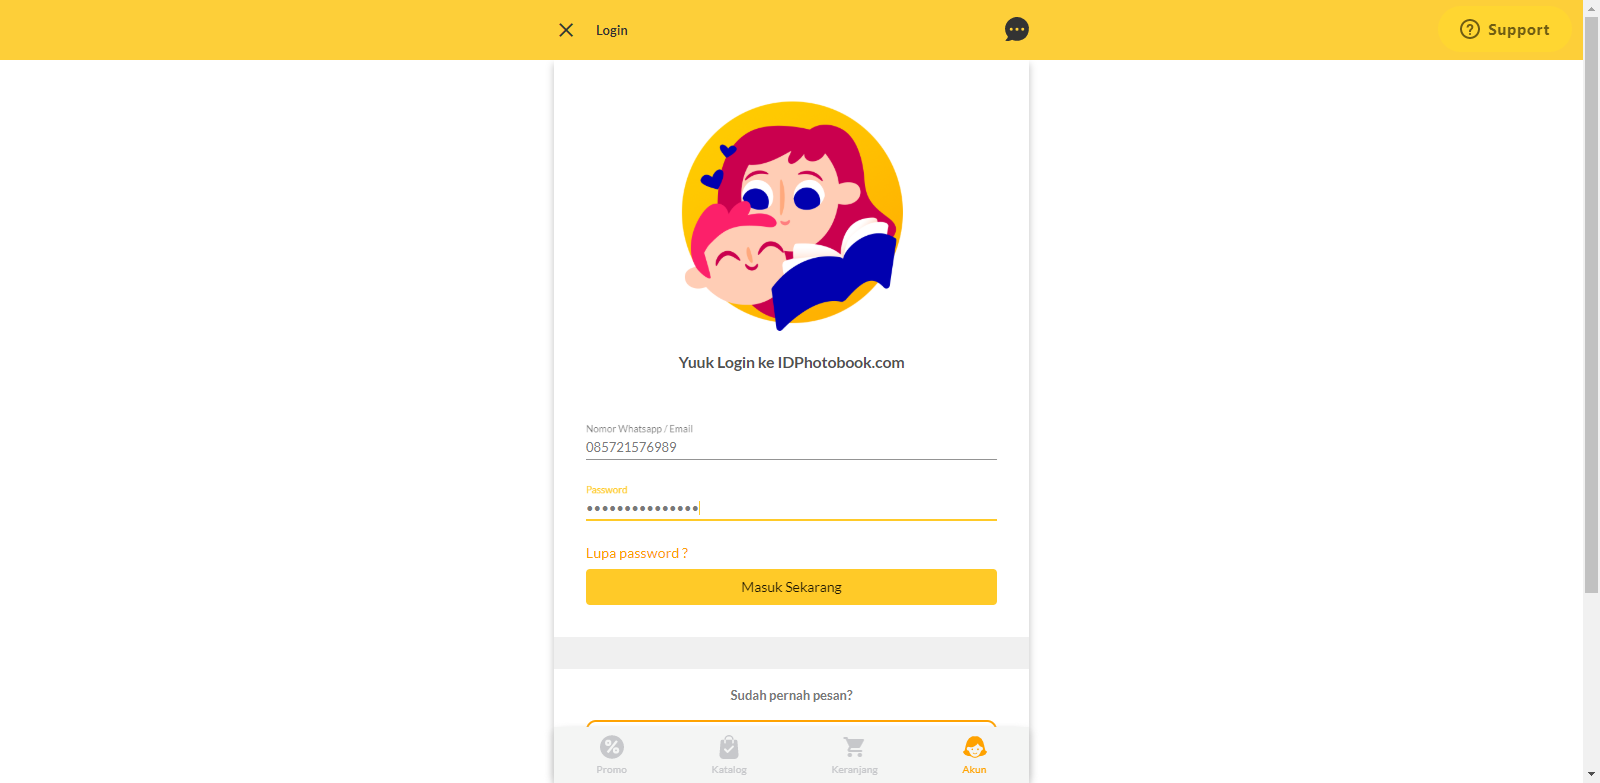 Login
Support
Yuuk Login ke IDPhotobook.com
Nomor Whatsapp / Email
085721576989
Password
•••••••••••••••
Lupa password ?
Masuk Sekarang
Sudah pernah pesan?
Promo
Katalog
Keranjang
Akun